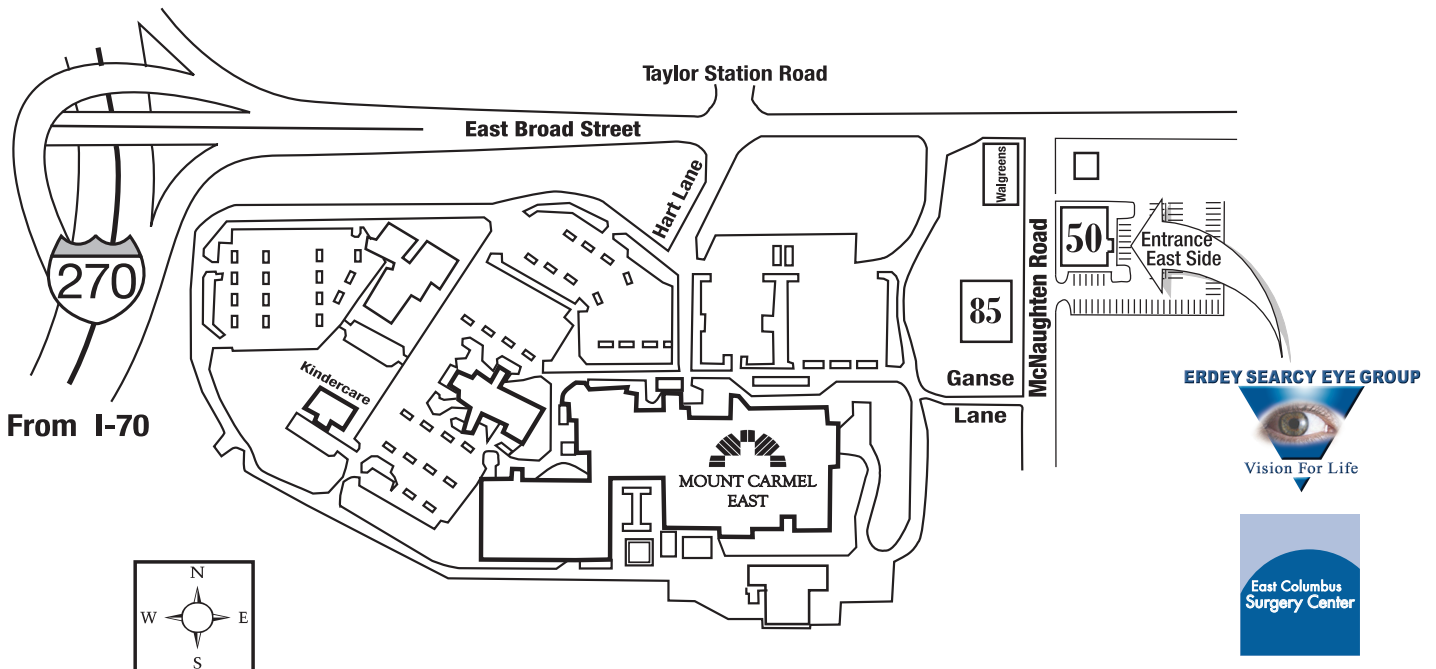 Taylor Station Road
East Broad Street
Hart Lane
Walgreens
50
Entrance
East Side
McNaughten Road
270
85
Kindercare
Ganse
Lane
ERDEY SEARCY EYE GROUP
From I-70
Vision For Life
MOUNT CARMEL
EAST
N
W E
S
East Columbus
Surgery Center